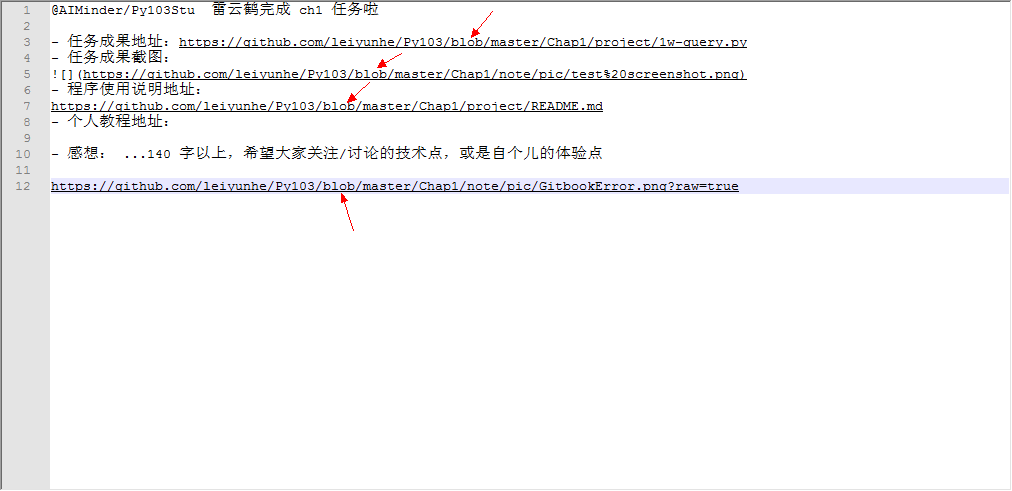 1 @AIMinder/Py103Stu  雷云鹤完成 ch1 任务啦
2
3 - 任务成果地址：https://github.com/leiyunhe/Py103/blob/master/Chap1/project/1w-query.py
4 - 任务成果截图：
5 ![](https://github.com/leiyunhe/Py103/blob/master/Chap1/note/pic/test%20screenshot.png)
6 - 程序使用说明地址：
7 https://github.com/leiyunhe/Py103/blob/master/Chap1/project/README.md
8 - 个人教程地址：
9
10 - 感想： ...140 字以上，希望大家关注/讨论的技术点，或是自个儿的体验点
11
12 https://github.com/leiyunhe/Py103/blob/master/Chap1/note/pic/GitbookError.png?raw=true